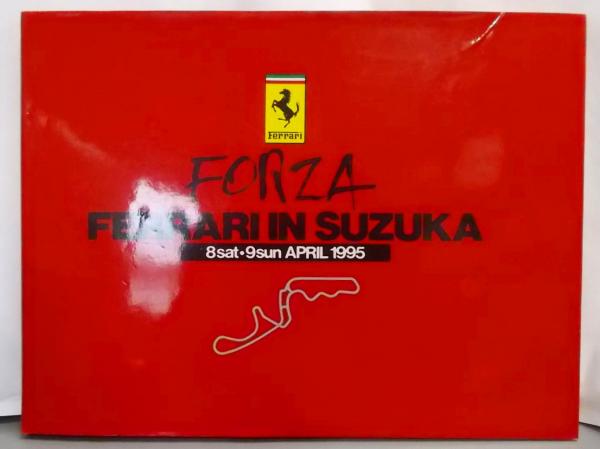 Ferrari
FORZA
FERRARI IN SUZUKA
8sat•9sun APRIL 1995